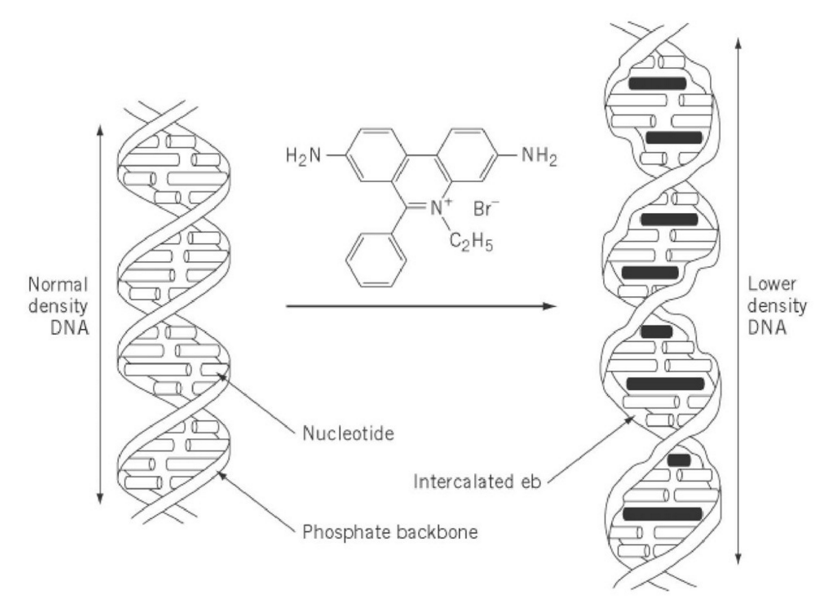 H₂N
NH₂
N⁺
Br⁻
C₂H₅
Normal
density
DNA
Lower
density
DNA
Nucleotide
Intercalated eb
Phosphate backbone